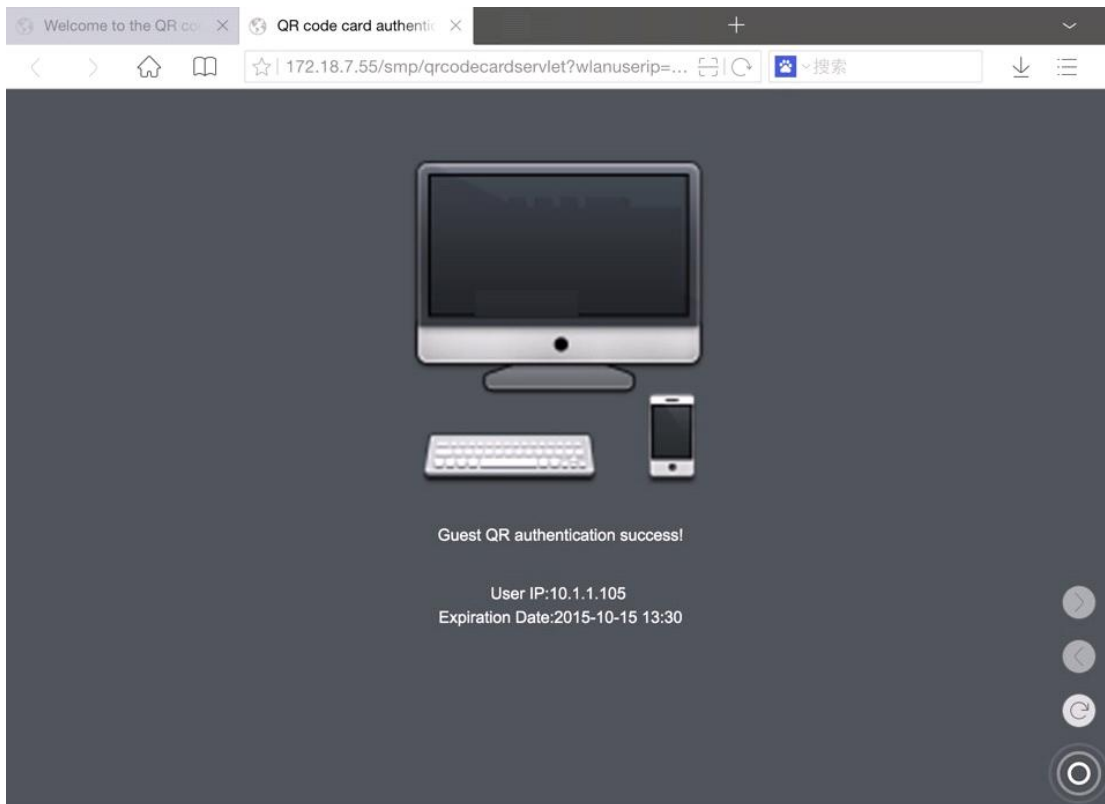 Welcome to the QR co
QR code card authentic
172.18.7.55/smp/qrcodecardservlet?wlanuserip=...
搜索
Guest QR authentication success!
User IP:10.1.1.105
Expiration Date:2015-10-15 13:30